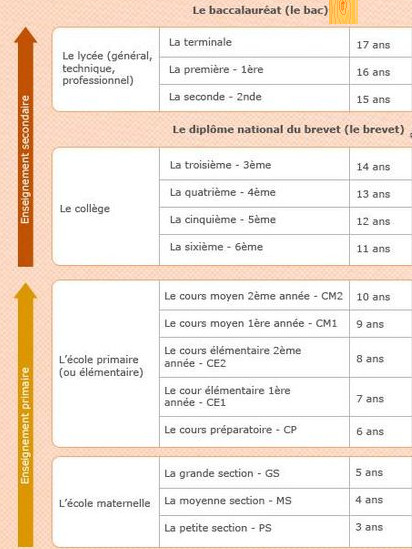 Le baccalauréat (le bac)
Enseignement secondaire
Le lycée (général,
technique,
professionnel)
La terminale
17 ans
La première - 1ère
16 ans
La seconde - 2nde
15 ans
Le diplôme national du brevet (le brevet)
Le collège
La troisième - 3ème
14 ans
La quatrième - 4ème
13 ans
La cinquième - 5ème
12 ans
La sixième - 6ème
11 ans
Enseignement primaire
L'école primaire
(ou élémentaire)
Le cours moyen 2ème année - CM2
10 ans
Le cours moyen 1ère année - CM1
9 ans
Le cours élémentaire 2ème
année - CE2
8 ans
Le cour élémentaire 1ère
année - CE1
7 ans
Le cours préparatoire - CP
6 ans
L'école maternelle
La grande section - GS
5 ans
La moyenne section - MS
4 ans
La petite section - PS
3 ans